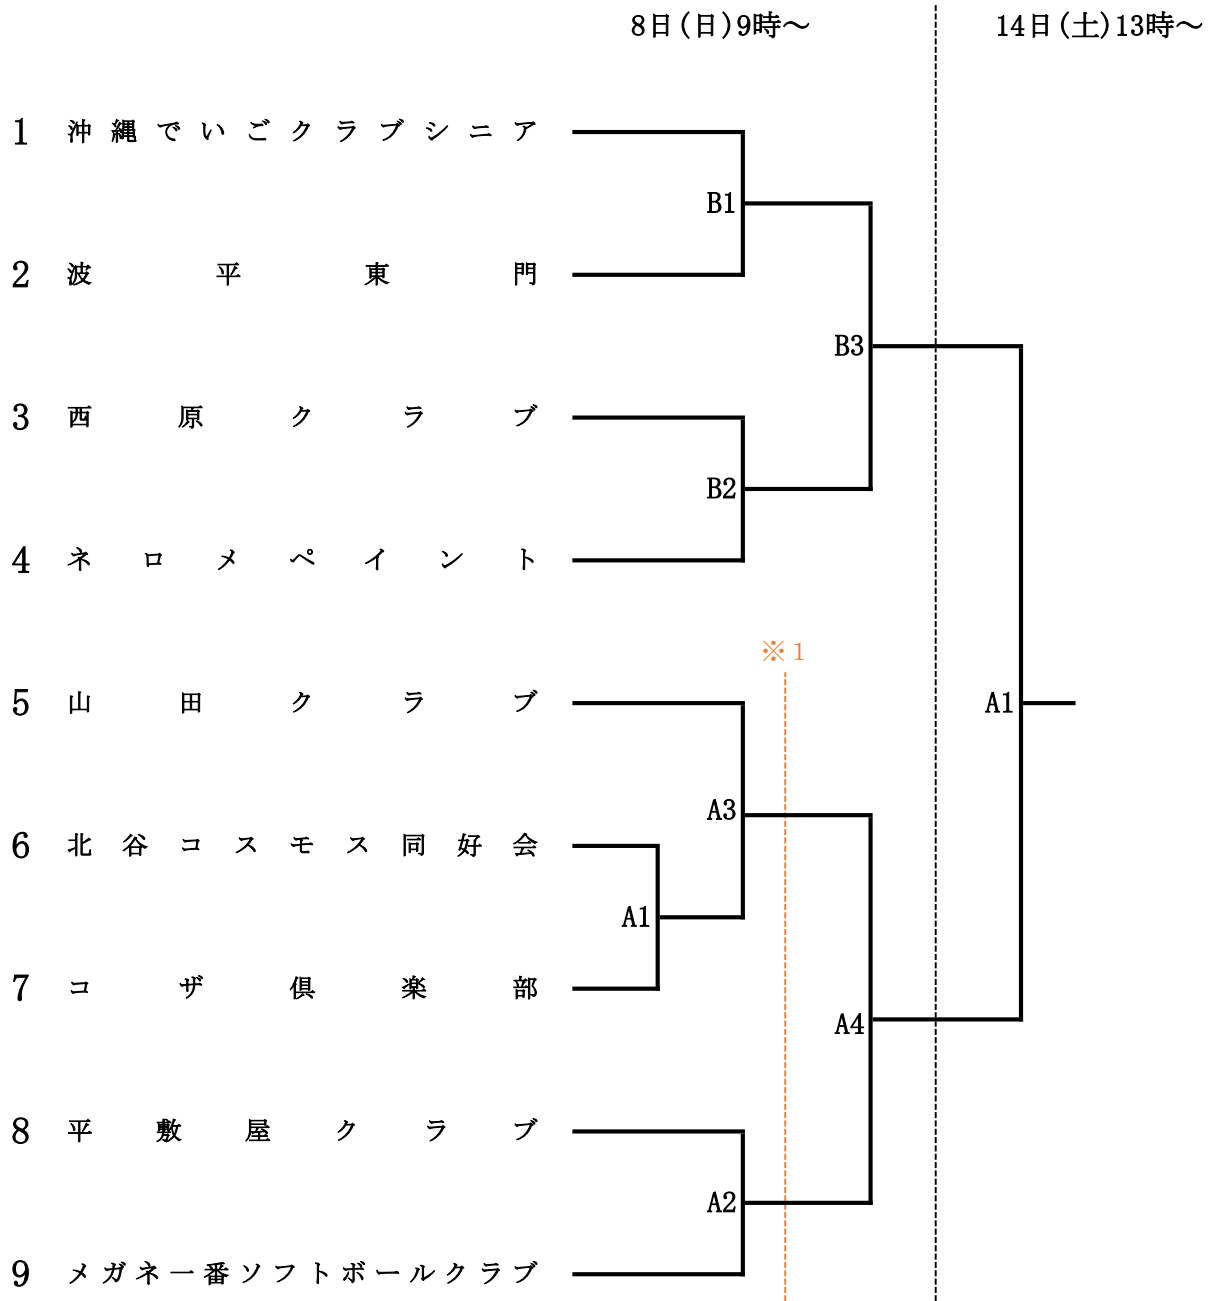 8日(日)9時～ 14日(土)13時～
1 沖縄でいごクラブシニア
B1
2 波平東門
B3
3 西原クラブ
B2
4 ネロメペイント
※1
5 山田クラブ
A1
A3
6 北谷コスモス同好会
A1
7 コザ倶楽部
A4
8 平敷屋クラブ
A2
9 メガネ一番ソフトボールクラブ